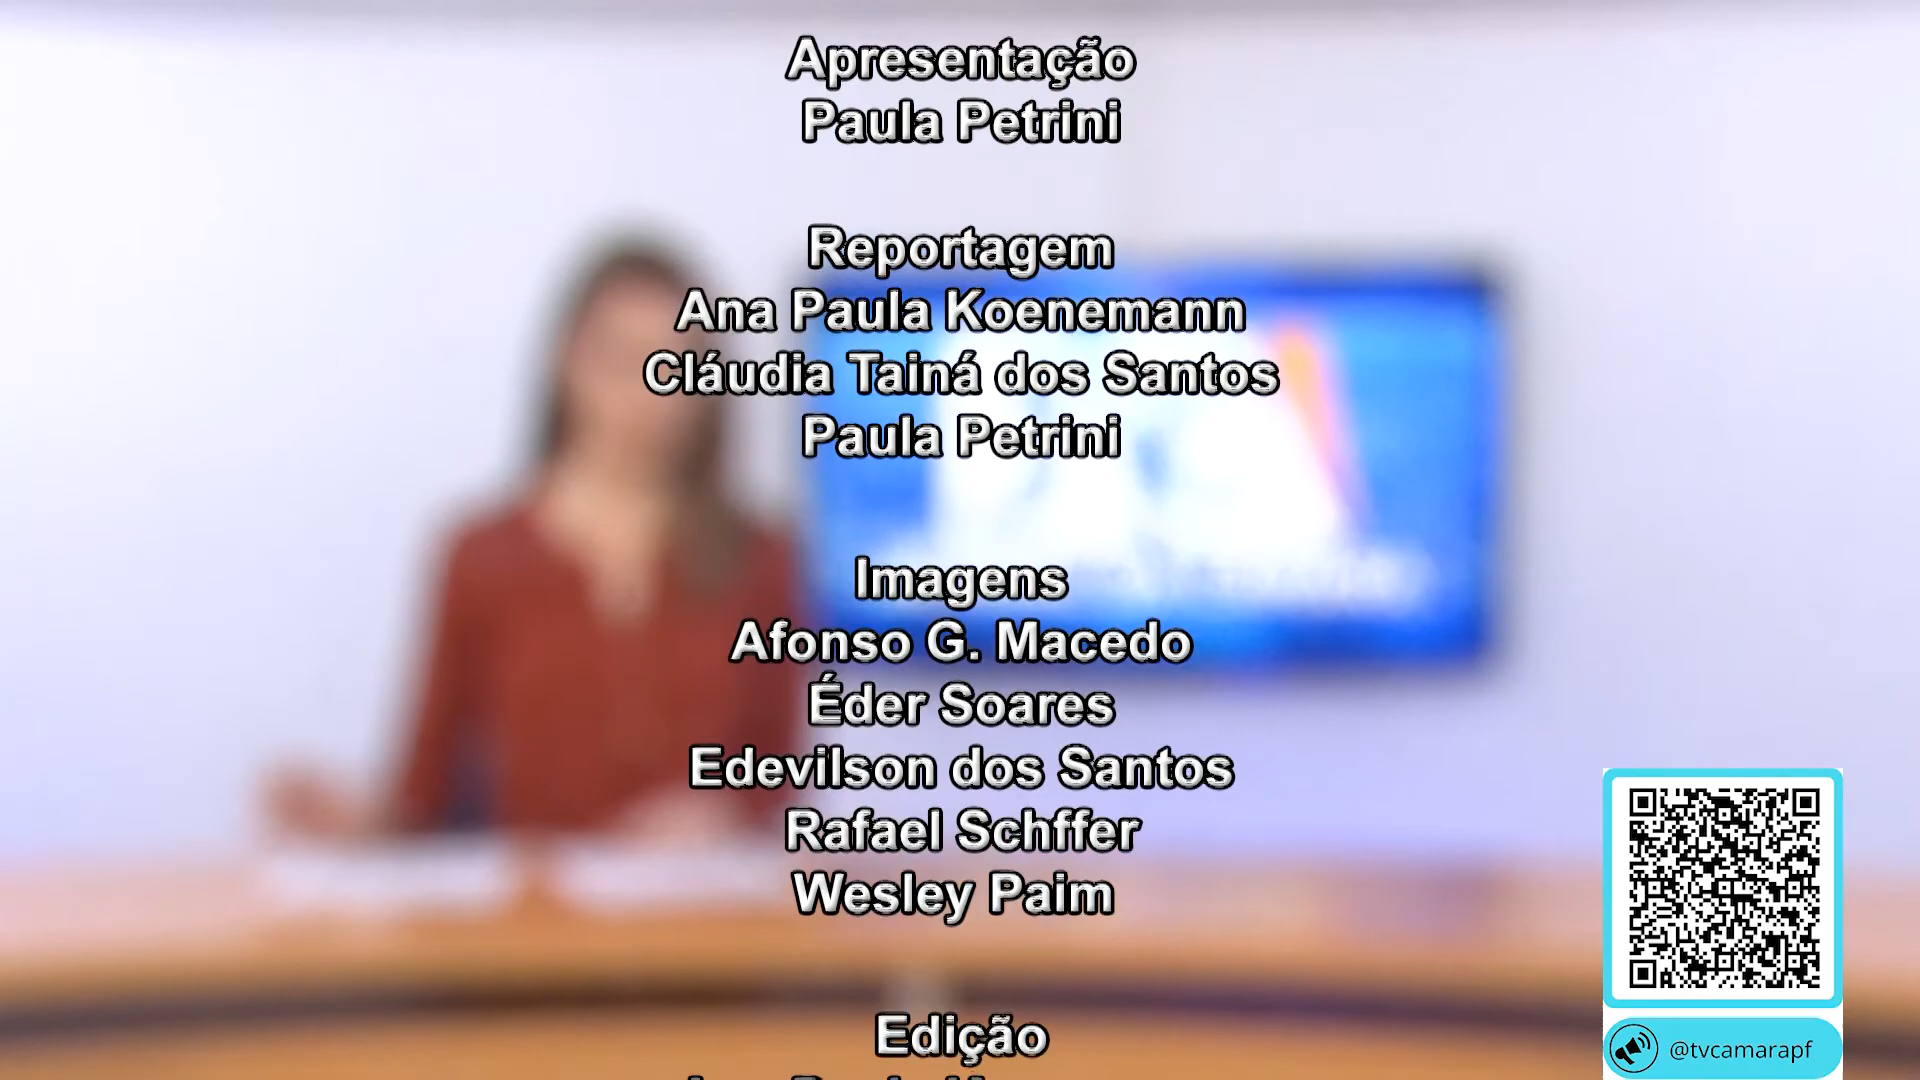 Apresentação
Paula Petrini
Reportagem
Ana Paula Koenemann
Cláudia Tainá dos Santos
Paula Petrini
Imagens
Afonso G. Macedo
Éder Soares
Edevilson dos Santos
Rafael Schffer
Wesley Paim
Edição
@tvcamarapf